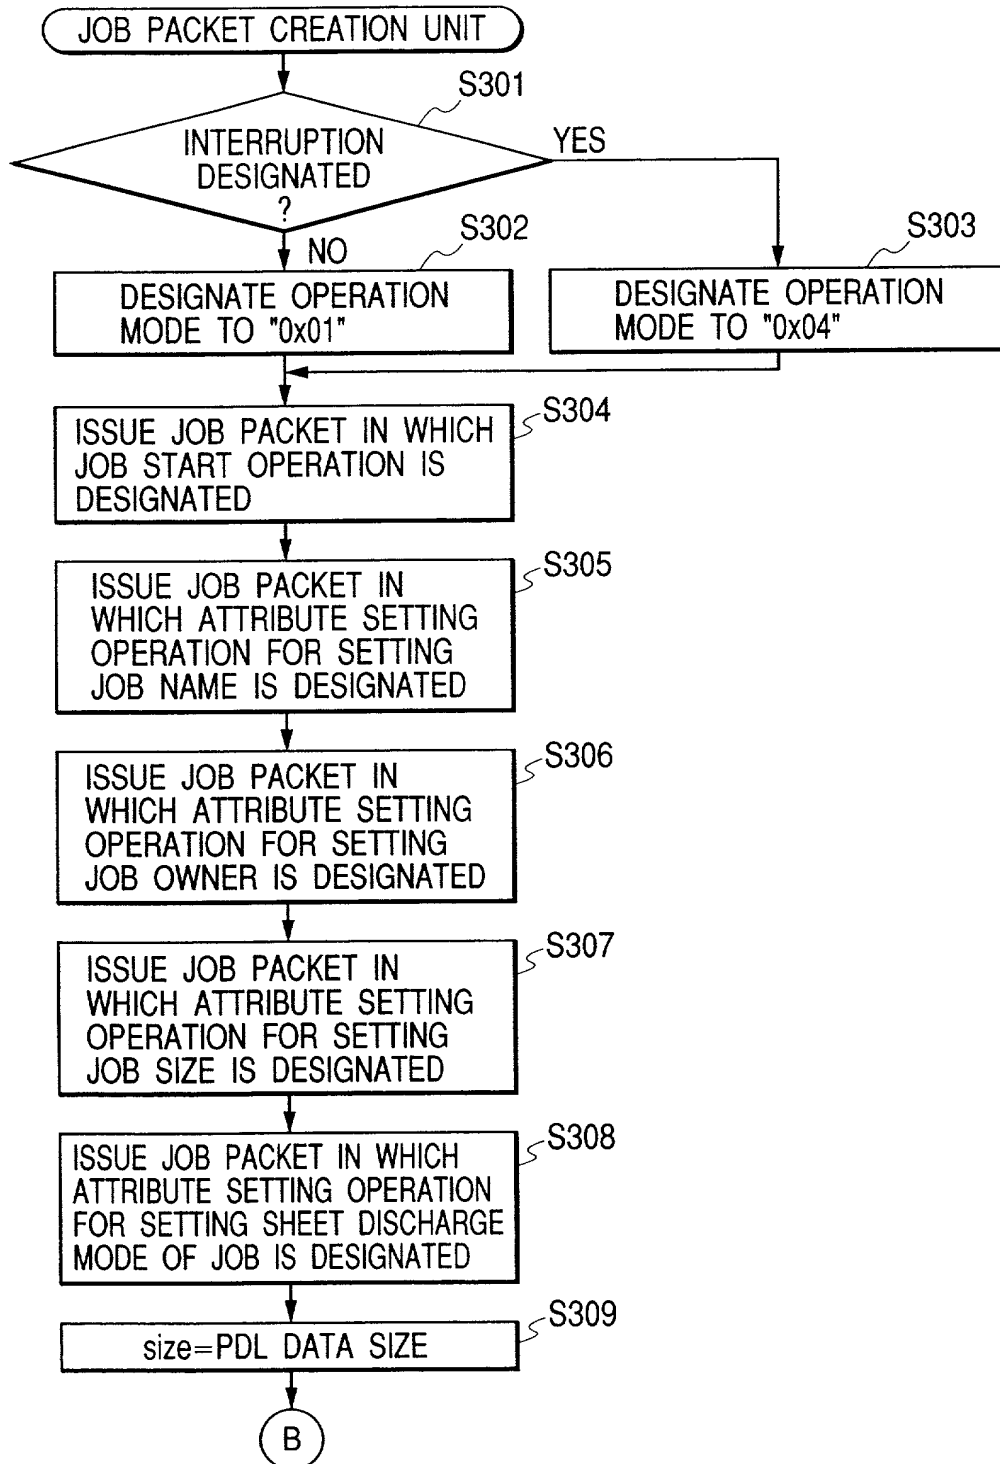 JOB PACKET CREATION UNIT
S301
INTERRUPTION
DESIGNATED
?
YES
NO
S302
DESIGNATE OPERATION
MODE TO "0x01"
S303
DESIGNATE OPERATION
MODE TO "0x04"
S304
ISSUE JOB PACKET IN WHICH
JOB START OPERATION IS
DESIGNATED
S305
ISSUE JOB PACKET IN
WHICH ATTRIBUTE SETTING
OPERATION FOR SETTING
JOB NAME IS DESIGNATED
S306
ISSUE JOB PACKET IN
WHICH ATTRIBUTE SETTING
OPERATION FOR SETTING
JOB OWNER IS DESIGNATED
S307
ISSUE JOB PACKET IN
WHICH ATTRIBUTE SETTING
OPERATION FOR SETTING
JOB SIZE IS DESIGNATED
S308
ISSUE JOB PACKET IN WHICH
ATTRIBUTE SETTING OPERATION
FOR SETTING SHEET DISCHARGE
MODE OF JOB IS DESIGNATED
S309
size=PDL DATA SIZE
B